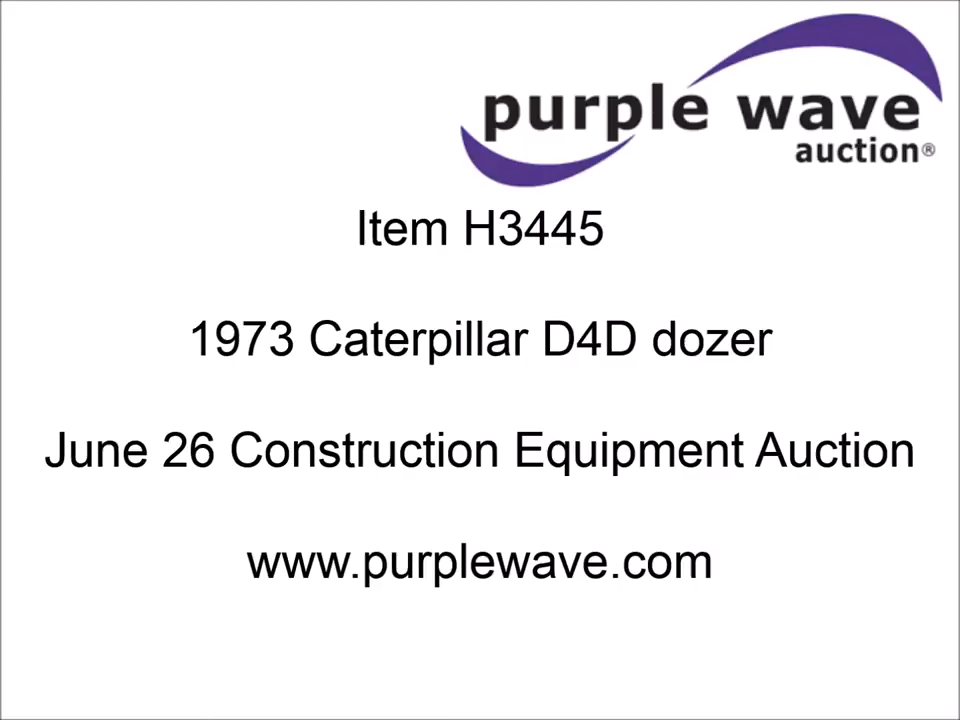 purple wave
auction®
Item H3445
1973 Caterpillar D4D dozer
June 26 Construction Equipment Auction
www.purplewave.com